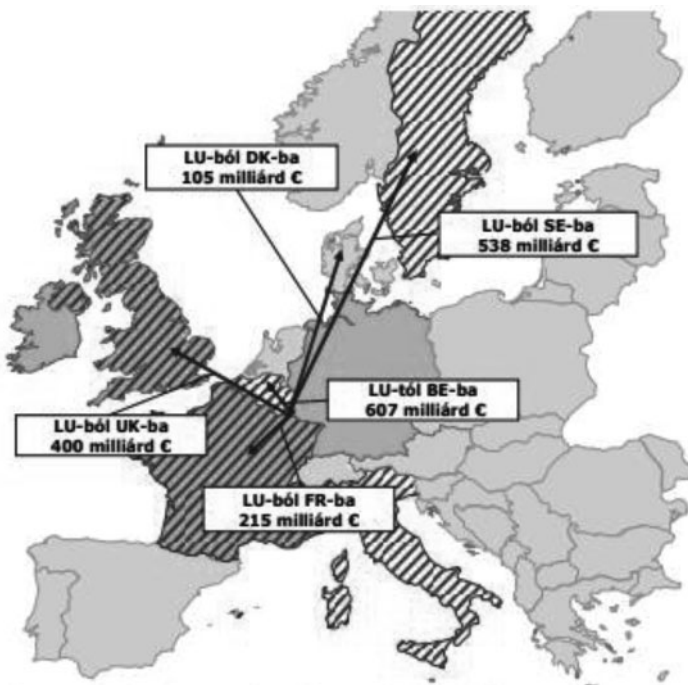 LU-ból DK-ba
105 milliárd €
LU-ból SE-ba
538 milliárd €
LU-tól BE-ba
607 milliárd €
LU-ból UK-ba
400 milliárd €
LU-ból FR-ba
215 milliárd €